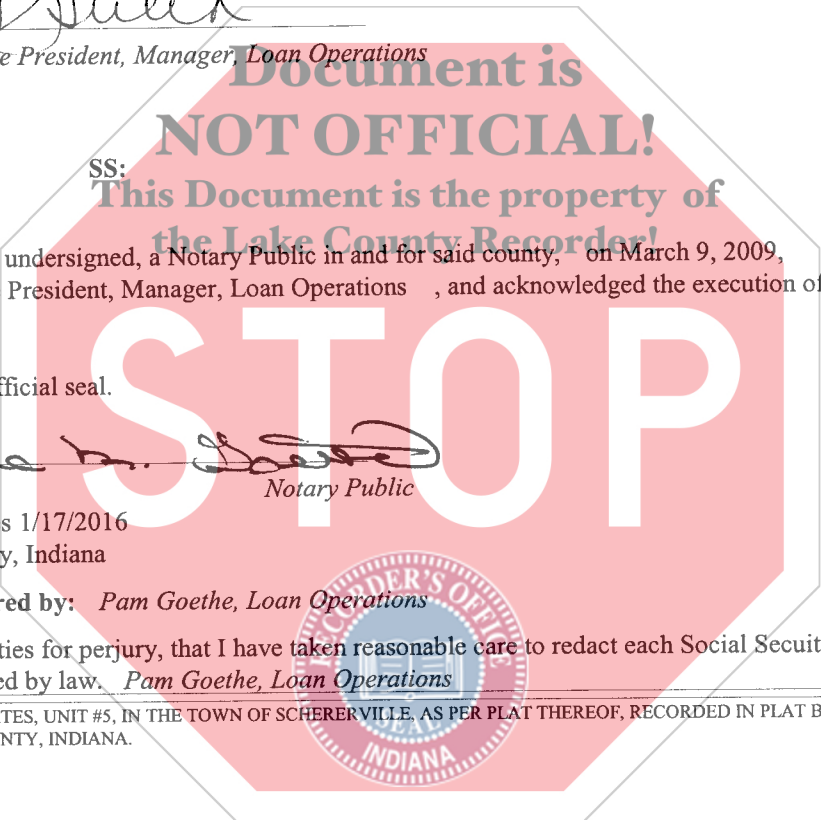 e President, Manager, Loan Operations
Document is
NOT OFFICIAL!
SS:
This Document is the property of
the Lake County Recorder!
undersigned, a Notary Public in and for said county, on March 9, 2009,
President, Manager, Loan Operations , and acknowledged the execution of
STOP
fficial seal.
Notary Public
s 1/17/2016
y, Indiana
red by: Pam Goethe, Loan Operations
RECORDER'S OFFICE
ties for perjury, that I have taken reasonable care to redact each Social Secuit
ed by law. Pam Goethe, Loan Operations
SEAL
TES, UNIT #5, IN THE TOWN OF SCHERERVILLE, AS PER PLAT THEREOF, RECORDED IN PLAT B
NTY, INDIANA.
INDIANA